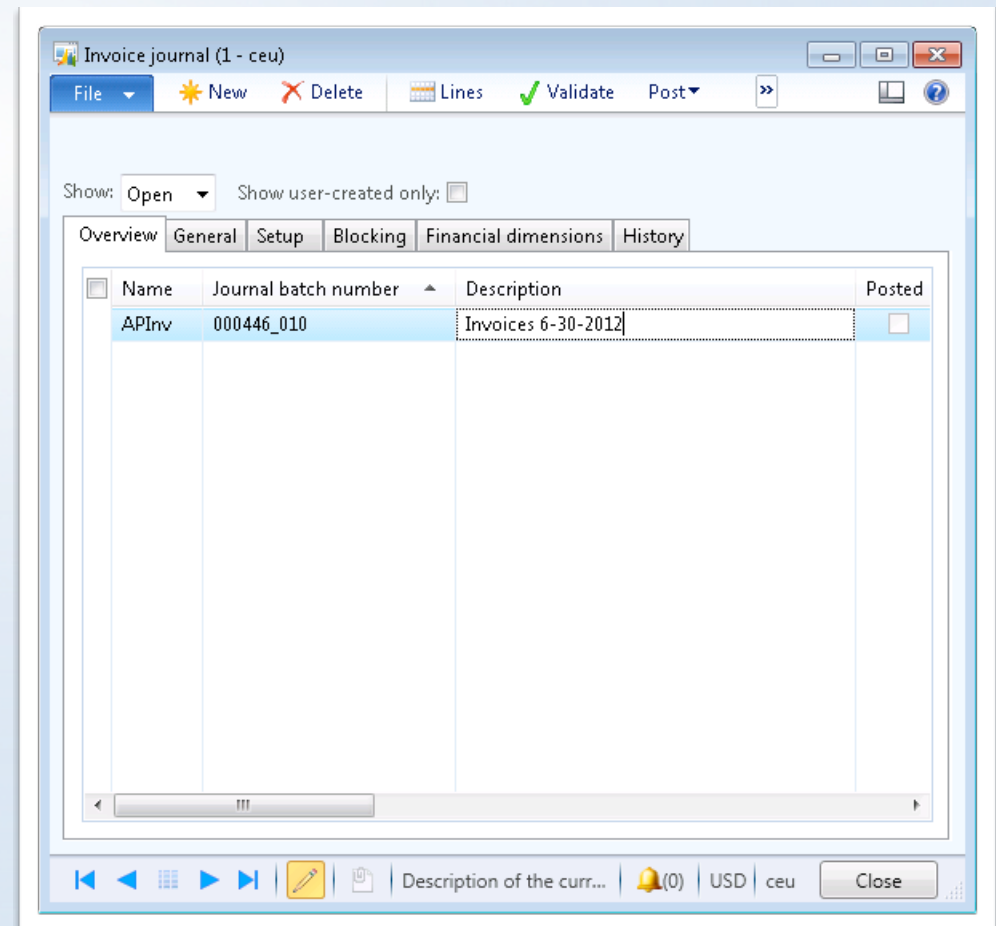 Invoice journal (1 - ceu)
File New Delete Lines Validate Post >>
Show: Open Show user-created only:
Overview General Setup Blocking Financial dimensions History
Name Journal batch number Description Posted
APInv 000446_010 Invoices 6-30-2012
Description of the curr... (0) USD ceu Close